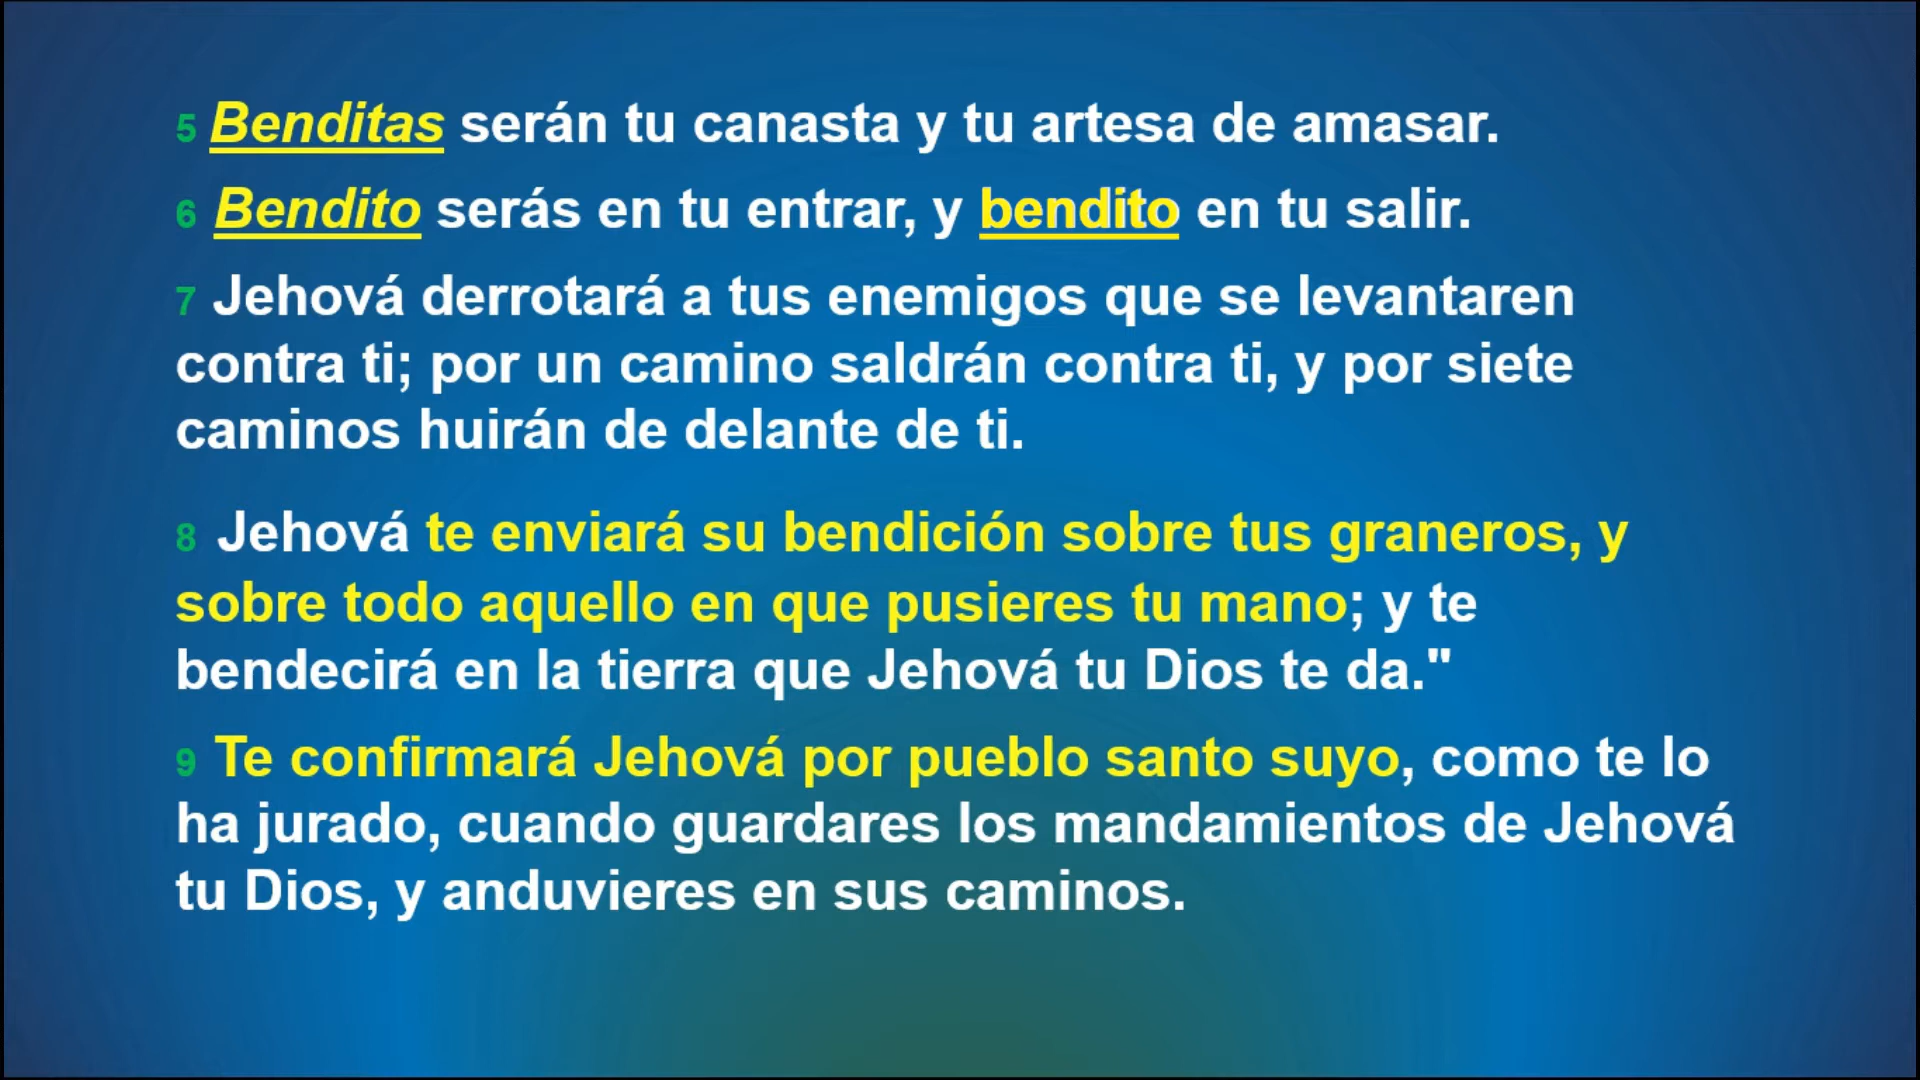 5 Benditas serán tu canasta y tu artesa de amasar.
6 Bendito serás en tu entrar, y bendito en tu salir.
7 Jehová derrotará a tus enemigos que se levantaren
contra ti; por un camino saldrán contra ti, y por siete
caminos huirán de delante de ti.
8 Jehová te enviará su bendición sobre tus graneros, y
sobre todo aquello en que pusieres tu mano; y te
bendecirá en la tierra que Jehová tu Dios te da."
9 Te confirmará Jehová por pueblo santo suyo, como te lo
ha jurado, cuando guardares los mandamientos de Jehová
tu Dios, y anduvieres en sus caminos.